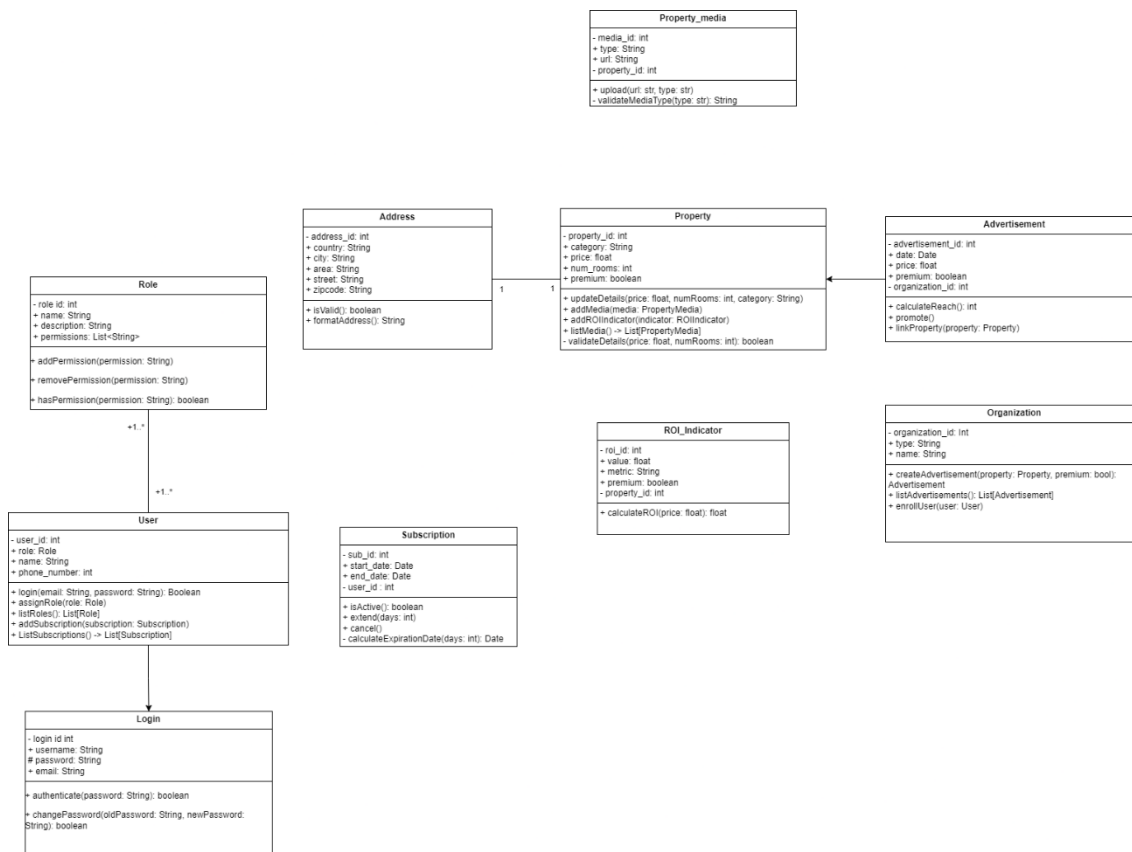 Property_media
- media_id: int
+ type: String
+ url: String
- property_id: int
+ upload(url: str, type: str)
- validateMediaType(type: str): String
Address
- address_id: int
+ country: String
+ city: String
+ area: String
+ street: String
+ zipcode: String
+ isValid(): boolean
+ formatAddress(): String
1
1
Property
- property_id: int
+ category: String
+ price: float
+ num_rooms: int
+ premium: boolean
+ updateDetails(price: float, numRooms: int, category: String)
+ addMedia(media: PropertyMedia)
+ addROIIndicator(indicator: ROIIndicator)
+ listMedia() -> List[PropertyMedia]
- validateDetails(price: float, numRooms: int): boolean
Advertisement
- advertisement_id: int
+ date: Date
+ price: float
+ premium: boolean
- organization_id: int
+ calculateReach(): int
+ promote()
+ linkProperty(property: Property)
Role
- role id: int
+ name: String
+ description: String
+ permissions: List<String>
+ addPermission(permission: String)
+ removePermission(permission: String)
+ hasPermission(permission: String): boolean
+1..*
+1..*
ROI_Indicator
- roi_id: int
+ value: float
+ metric: String
+ premium: boolean
- property_id: int
+ calculateROI(price: float): float
Organization
- organization_id: Int
+ type: String
+ name: String
+ createAdvertisement(property: Property, premium: bool):
Advertisement
+ listAdvertisements(): List[Advertisement]
+ enrollUser(user: User)
User
- user_id: int
+ role: Role
+ name: String
+ phone_number: int
+ login(email: String, password: String): Boolean
+ assignRole(role: Role)
+ listRoles(): List[Role]
+ addSubscription(subscription: Subscription)
+ ListSubscriptions() -> List[Subscription]
Subscription
- sub_id: int
+ start_date: Date
+ end_date: Date
- user_id : int
+ isActive(): boolean
+ extend(days: int)
+ cancel()
- calculateExpirationDate(days: int): Date
Login
- login id int
+ username: String
# password: String
+ email: String
+ authenticate(password: String): boolean
+ changePassword(oldPassword: String, newPassword:
String): boolean